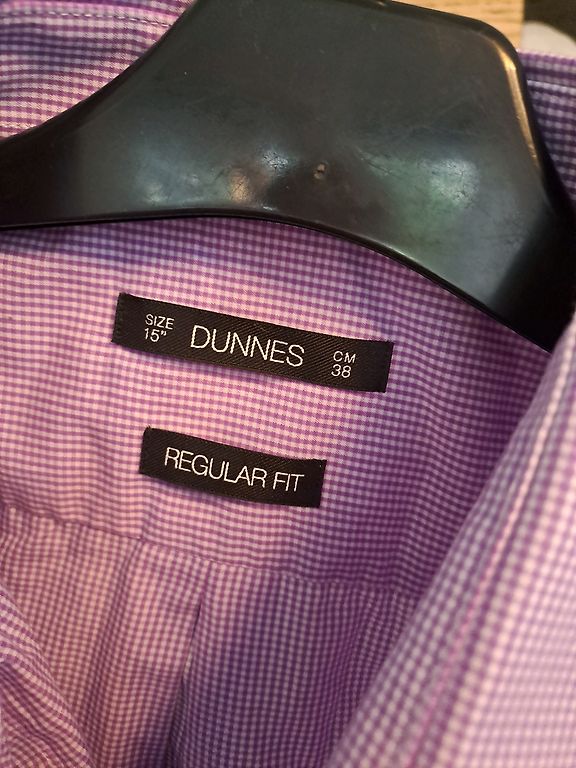 SIZE
15"
DUNNES
CM
38
REGULAR FIT